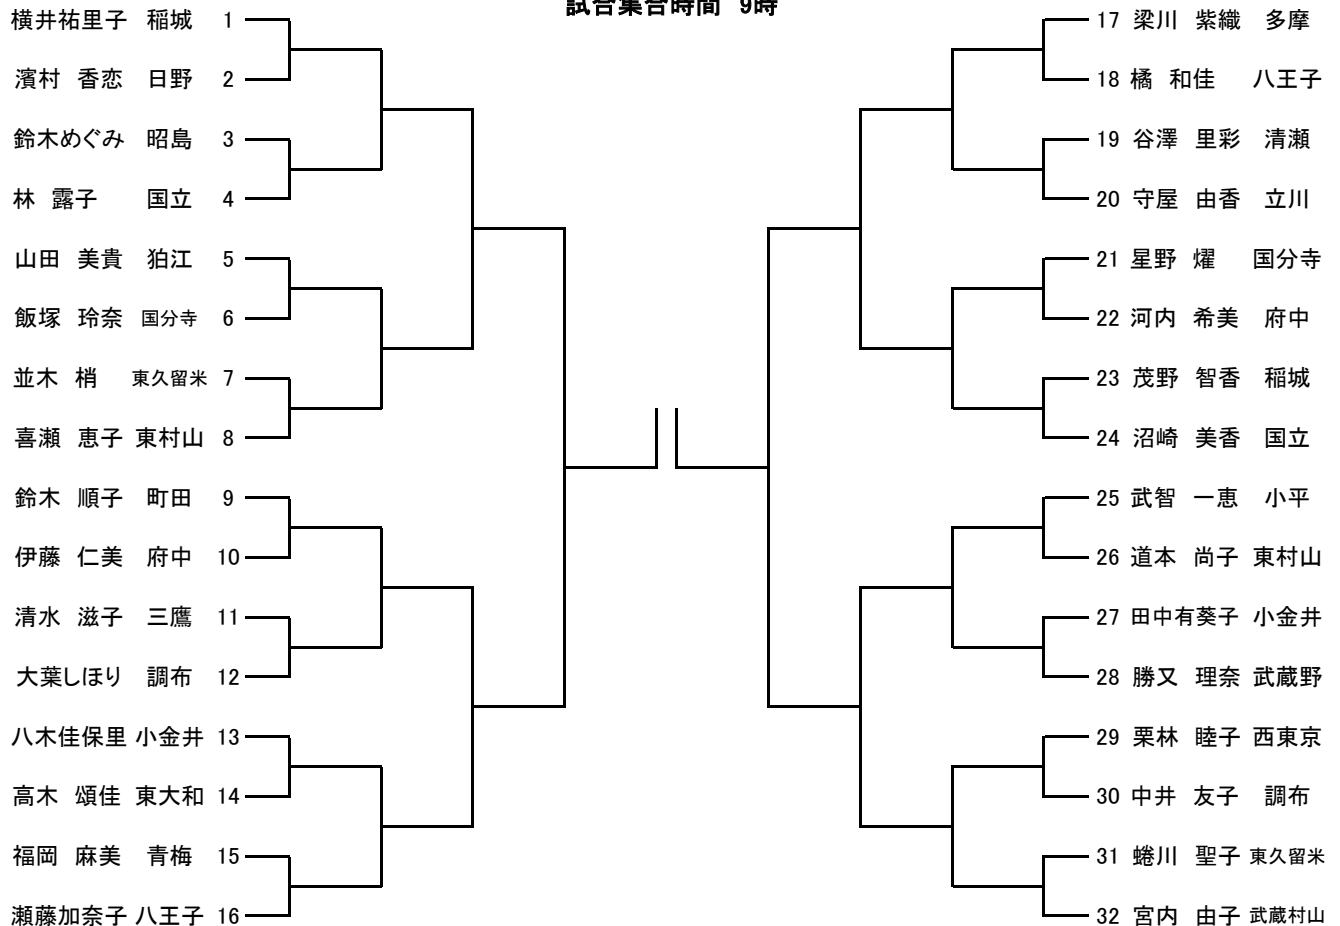 試合集合時間 9時
横井祐里子 稲城 1
濱村 香恋 日野 2
鈴木めぐみ 昭島 3
林 露子 国立 4
山田 美貴 狛江 5
飯塚 玲奈 国分寺 6
並木 梢 東久留米 7
喜瀬 恵子 東村山 8
鈴木 順子 町田 9
伊藤 仁美 府中 10
清水 滋子 三鷹 11
大葉しほり 調布 12
八木佳保里 小金井 13
高木 頌佳 東大和 14
福岡 麻美 青梅 15
瀬藤加奈子 八王子 16
17 梁川 紫織 多摩
18 橘 和佳 八王子
19 谷澤 里彩 清瀬
20 守屋 由香 立川
21 星野 燿 国分寺
22 河内 希美 府中
23 茂野 智香 稲城
24 沼崎 美香 国立
25 武智 一恵 小平
26 道本 尚子 東村山
27 田中有葵子 小金井
28 勝又 理奈 武蔵野
29 栗林 睦子 西東京
30 中井 友子 調布
31 蜷川 聖子 東久留米
32 宮内 由子 武蔵村山